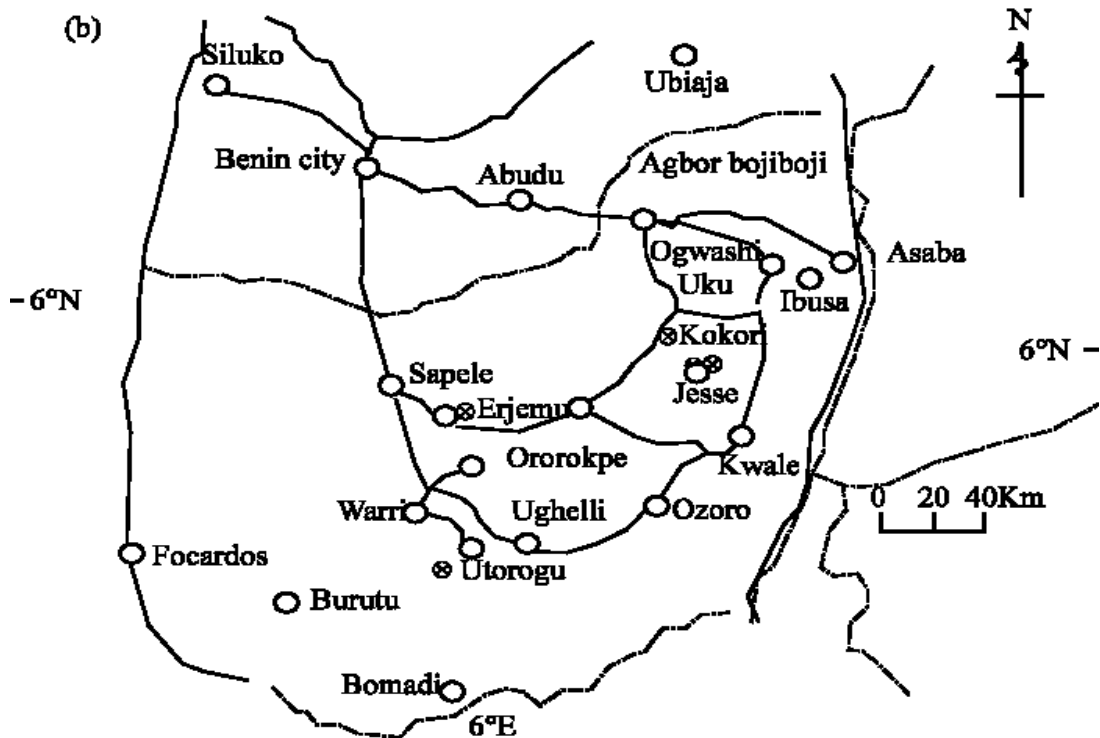 (b)
N
Siluko
Ubiaja
Benin city
Abudu
Agbor bojiboji
Ogwashi
Uku
Asaba
Ibusa
6°N
6°N
Kokori
Jesse
Sapele
Erjemu
Ororokpe
Kwale
0 20 40Km
Warri
Ughelli
Ozoro
Focardos
Utorogu
Burutu
Bomadi
6°E